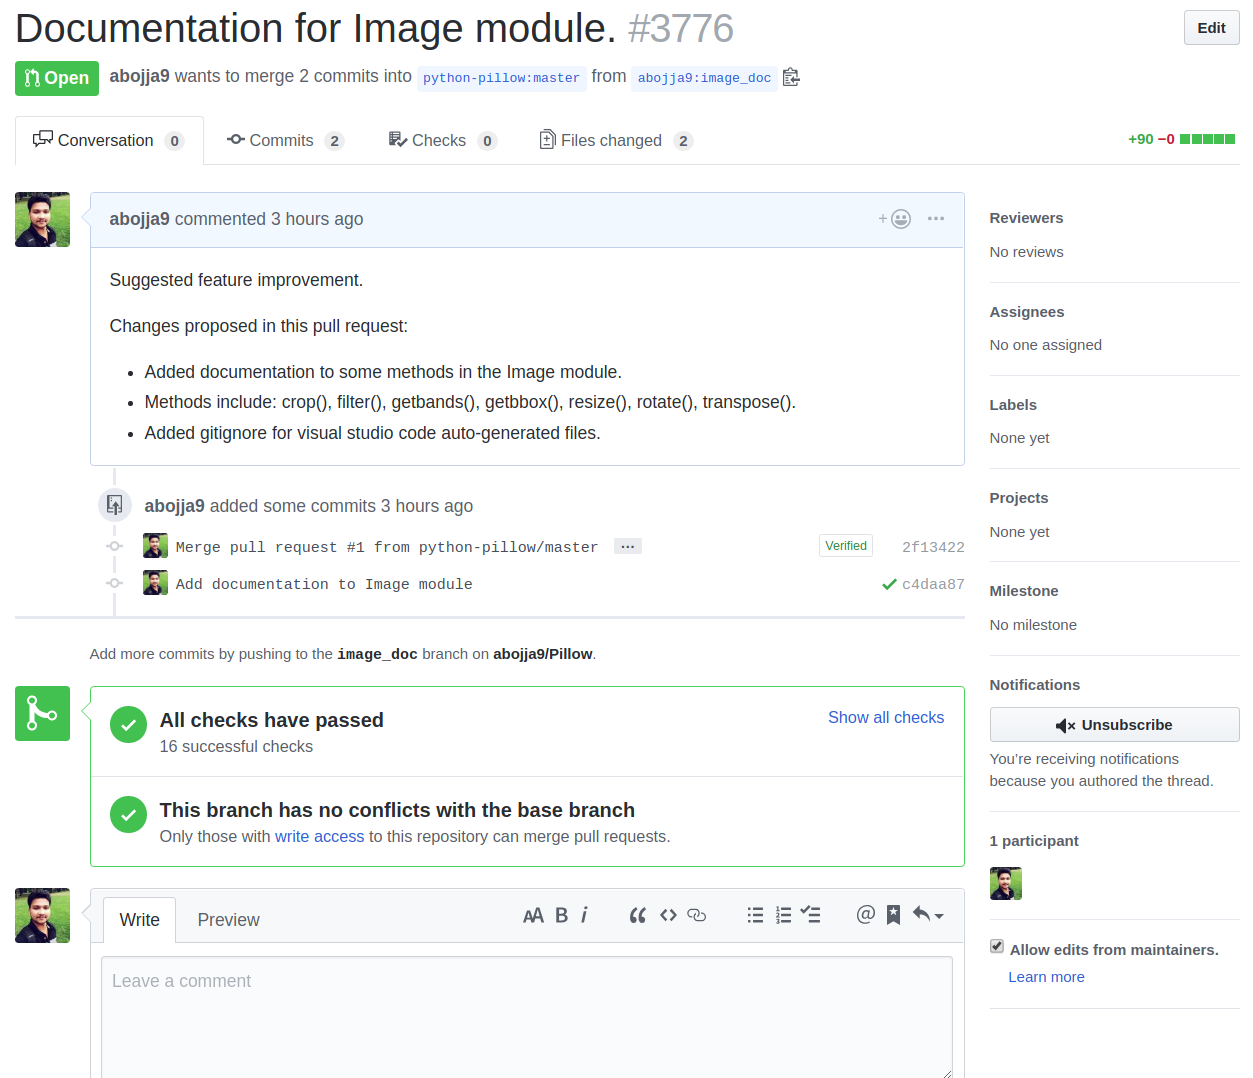 Documentation for Image module. #3776
Edit
Open
abojja9 wants to merge 2 commits into python-pillow:master from abojja9:image_doc
Conversation 0
Commits 2
Checks 0
Files changed 2
+90 −0
abojja9 commented 3 hours ago
Suggested feature improvement.
Changes proposed in this pull request:
• Added documentation to some methods in the Image module.
• Methods include: crop(), filter(), getbands(), getbbox(), resize(), rotate(), transpose().
• Added gitignore for visual studio code auto-generated files.
abojja9 added some commits 3 hours ago
Merge pull request #1 from python-pillow/master ...
Verified
2f13422
Add documentation to Image module
c4daa87
Add more commits by pushing to the image_doc branch on abojja9/Pillow.
All checks have passed
Show all checks
16 successful checks
This branch has no conflicts with the base branch
Only those with write access to this repository can merge pull requests.
Write
Preview
AA B i
Leave a comment
Reviewers
No reviews
Assignees
No one assigned
Labels
None yet
Projects
None yet
Milestone
No milestone
Notifications
Unsubscribe
You're receiving notifications
because you authored the thread.
1 participant
Allow edits from maintainers.
Learn more